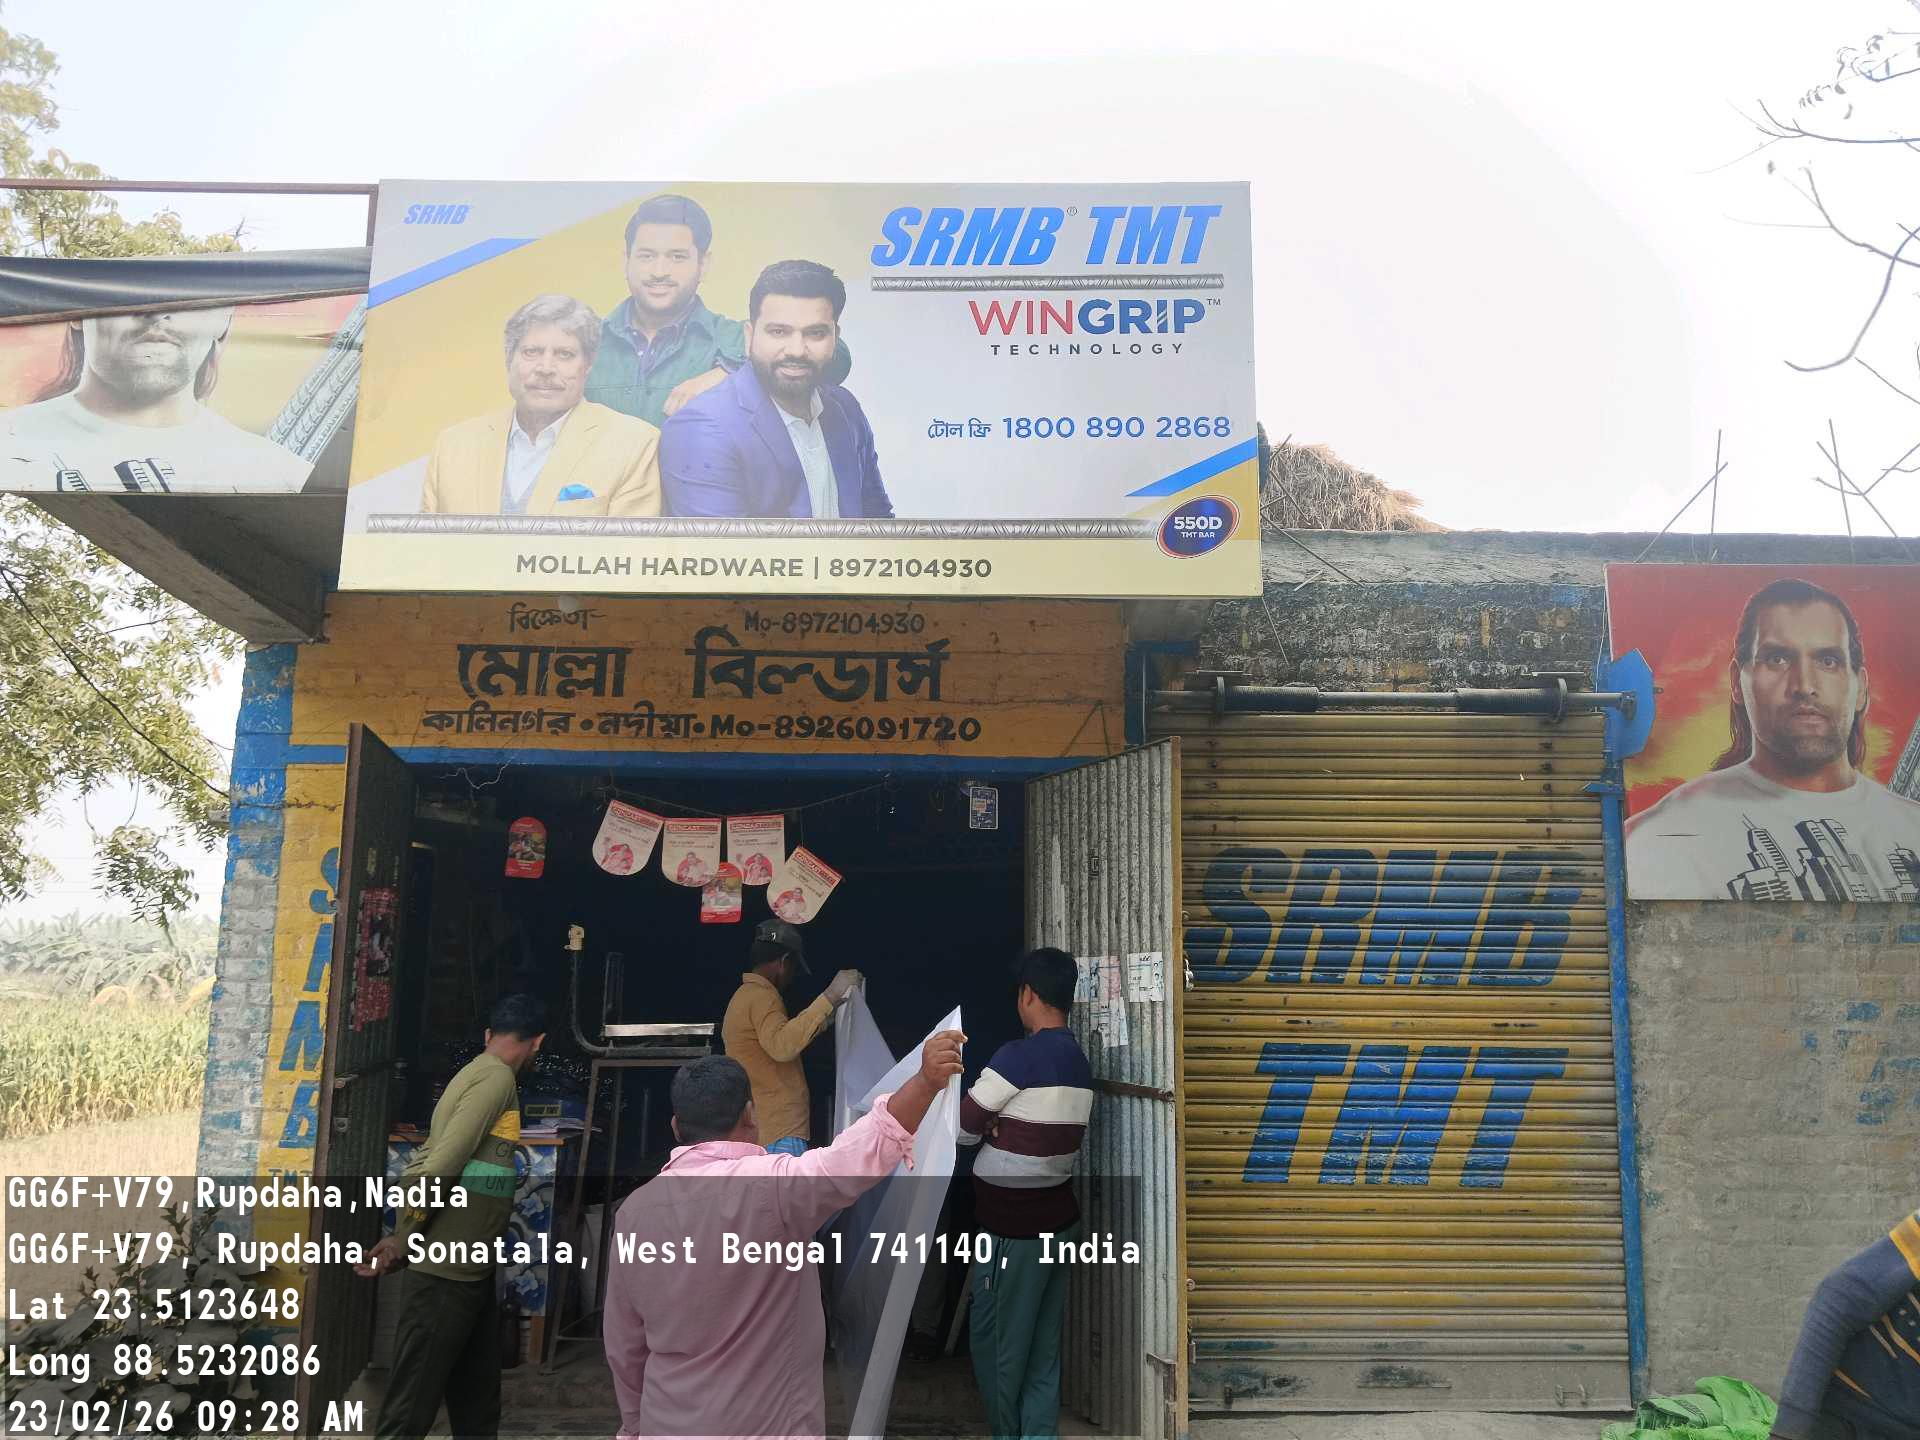 SRMB
SRMB® TMT
WINGRIP™
TECHNOLOGY
টোল ফ্রি 1800 890 2868
550D
TMT BAR
MOLLAH HARDWARE | 8972104930
বিক্রেতা-
Mo-8972104930
মোল্লা বিল্ডার্স
কালিনগর • নদীয়া • Mo-8926091720
SRMB
TMT
SRMB
TMT
GG6F+V79,Rupdaha,Nadia
GG6F+V79, Rupdaha, Sonatala, West Bengal 741140, India
Lat 23.5123648
Long 88.5232086
23/02/26 09:28 AM